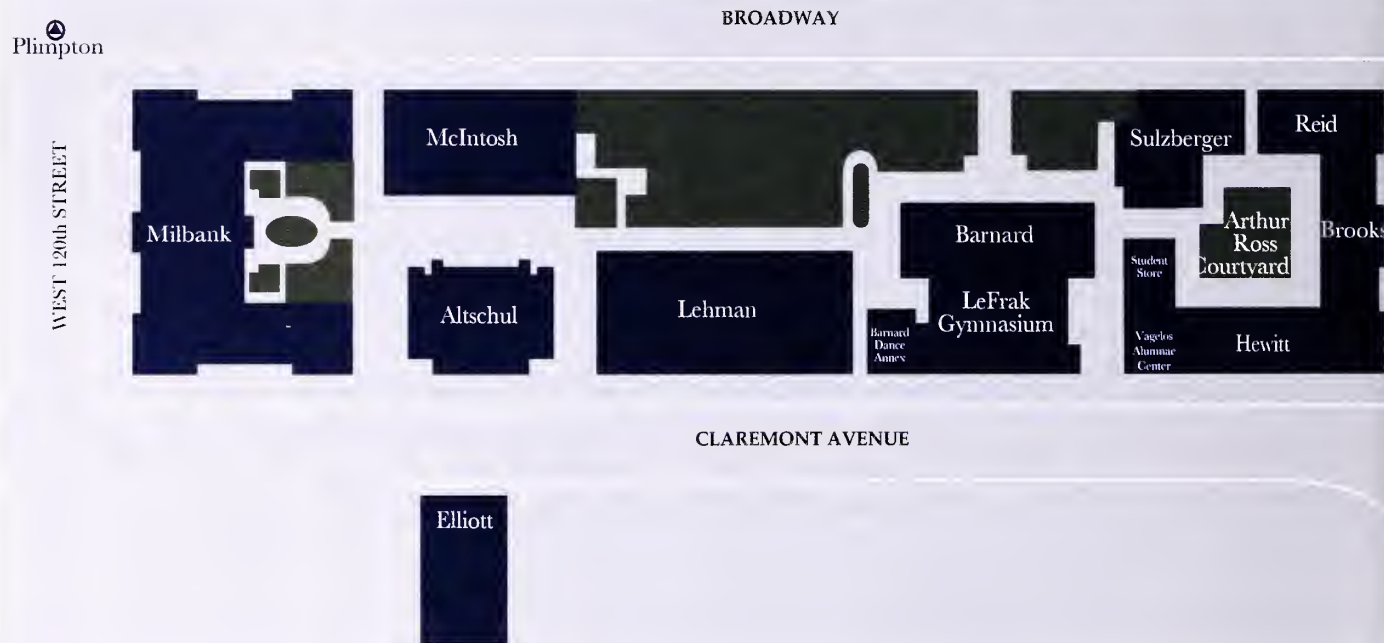 BROADWAY
Plimpton
WEST 120th STREET
McIntosh
Sulzberger
Reid
Milbank
Barnard
Arthur
Ross
Courtyard
Brooks
Student
Store
Altschul
Lehman
LeFrak
Gymnasium
Barnard
Dance
Annex
Vagelos
Alumnae
Center
Hewitt
CLAREMONT AVENUE
Elliott